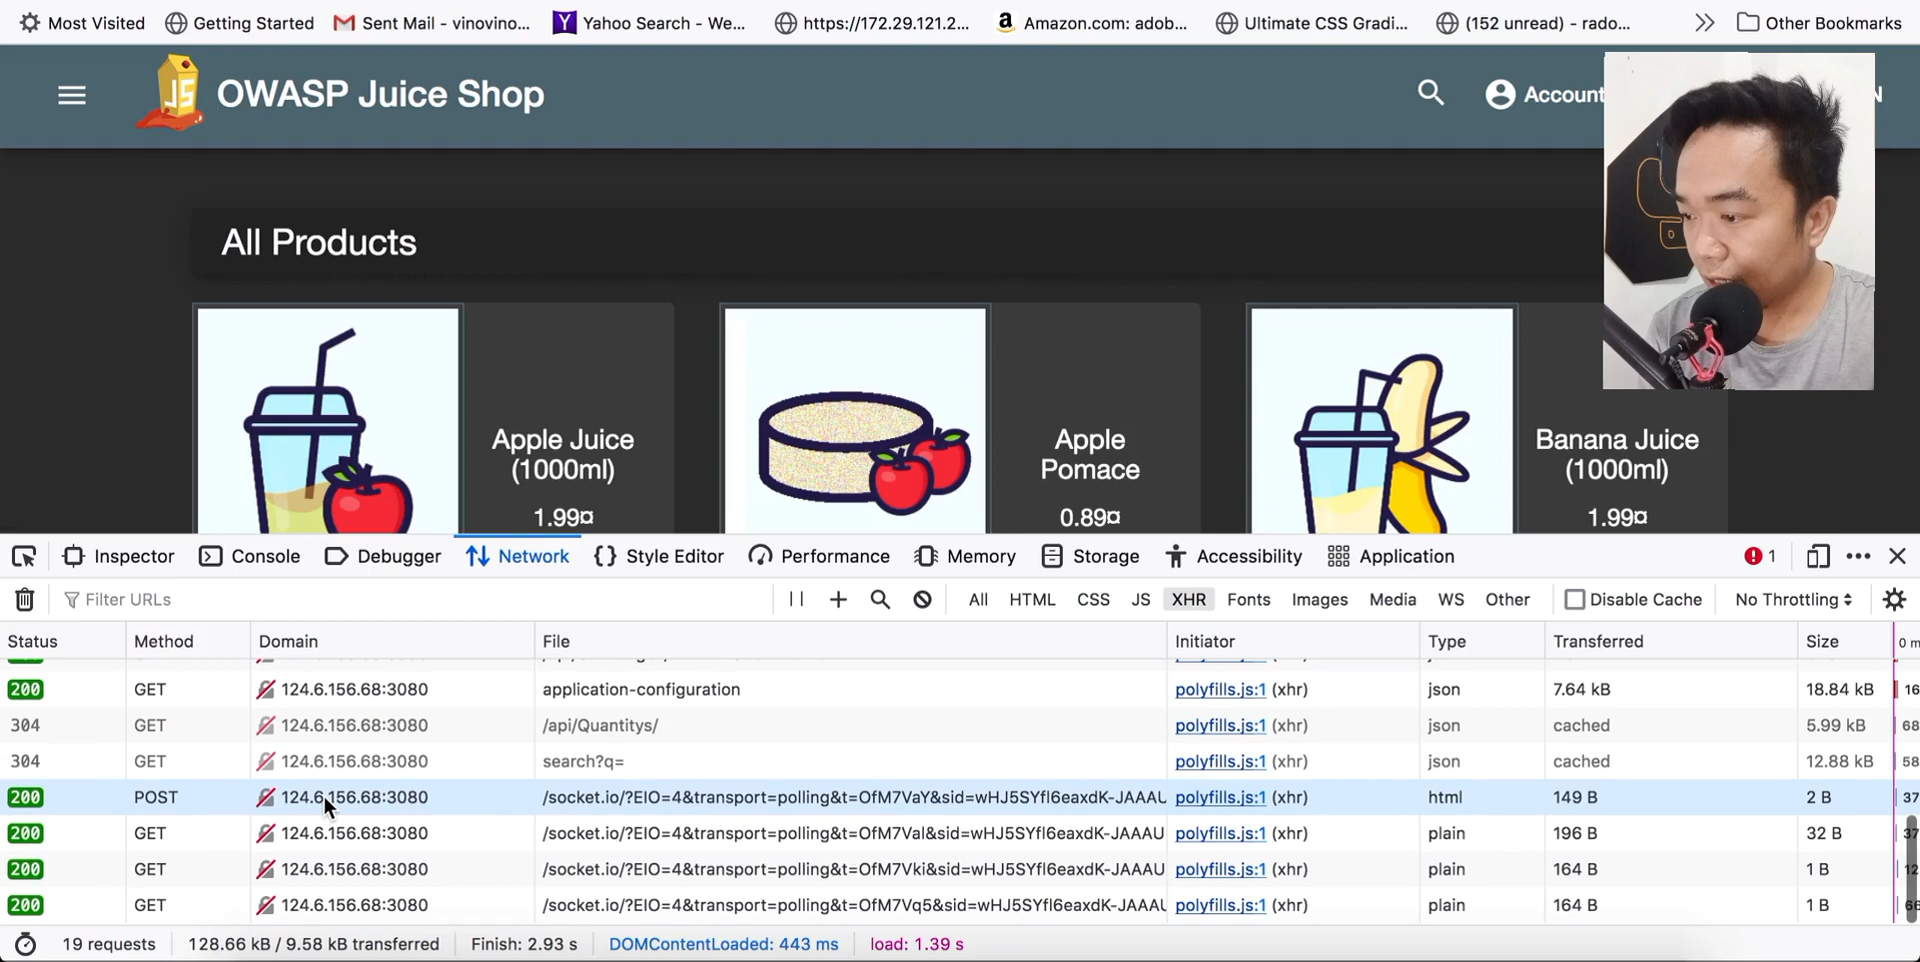 Most Visited Getting Started Sent Mail - vinovino... Yahoo Search - We... https://172.29.121.2... Amazon.com: adob... Ultimate CSS Gradi... (152 unread) - rado... Other Bookmarks
JS OWASP Juice Shop Account N
All Products
Apple Juice
(1000ml)
1.99¤
Apple
Pomace
0.89¤
Banana Juice
(1000ml)
1.99¤
Inspector Console Debugger Network Style Editor Performance Memory Storage Accessibility Application 1
Filter URLs All HTML CSS JS XHR Fonts Images Media WS Other Disable Cache No Throttling
Status Method Domain File Initiator Type Transferred Size 0 m
200 GET 124.6.156.68:3080 application-configuration polyfills.js:1 (xhr) json 7.64 kB 18.84 kB 16
304 GET 124.6.156.68:3080 /api/Quantitys/ polyfills.js:1 (xhr) json cached 5.99 kB 68
304 GET 124.6.156.68:3080 search?q= polyfills.js:1 (xhr) json cached 12.88 kB 58
200 POST 124.6.156.68:3080 /socket.io/?EIO=4&transport=polling&t=OfM7VaY&sid=wHJ5SYfl6eaxdK-JAAAU polyfills.js:1 (xhr) html 149 B 2 B 37
200 GET 124.6.156.68:3080 /socket.io/?EIO=4&transport=polling&t=OfM7Val&sid=wHJ5SYfl6eaxdK-JAAAU polyfills.js:1 (xhr) plain 196 B 32 B 37
200 GET 124.6.156.68:3080 /socket.io/?EIO=4&transport=polling&t=OfM7Vki&sid=wHJ5SYfl6eaxdK-JAAAU polyfills.js:1 (xhr) plain 164 B 1 B 12
200 GET 124.6.156.68:3080 /socket.io/?EIO=4&transport=polling&t=OfM7Vq5&sid=wHJ5SYfl6eaxdK-JAAAU polyfills.js:1 (xhr) plain 164 B 1 B 66
19 requests 128.66 kB / 9.58 kB transferred Finish: 2.93 s DOMContentLoaded: 443 ms load: 1.39 s